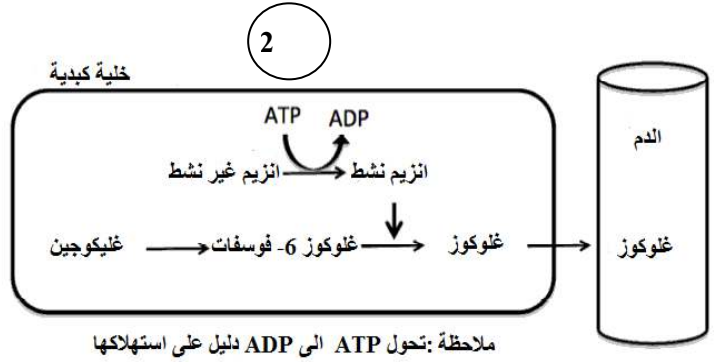 2
خلية كبدية
ATP ADP
الدم
انزيم غير نشط انزيم نشط
غليكوجين غلوكوز 6- فوسفات غلوكوز غلوكوز
ملاحظة :تحول ATP الى ADP دليل على استهلاكها